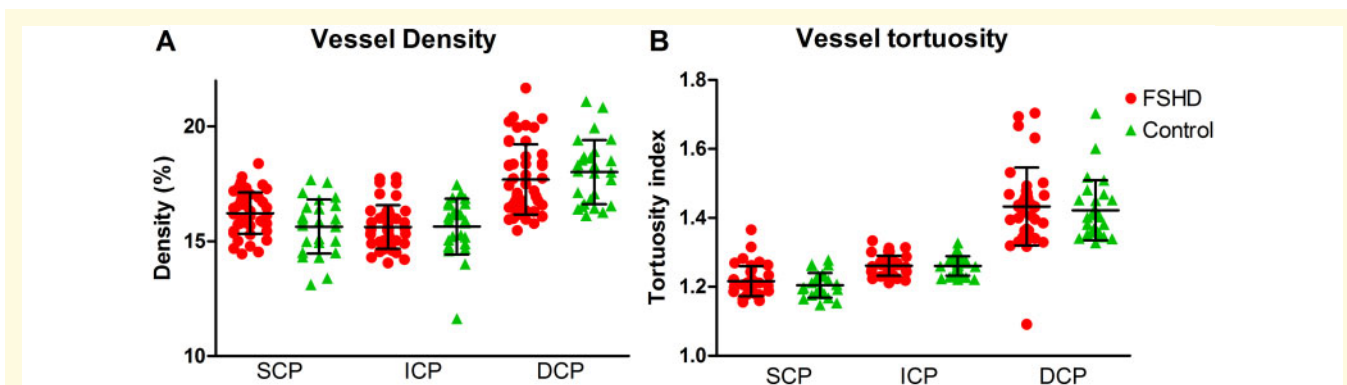 A Vessel Density
Density (%)
20
15
10
SCP ICP DCP
B Vessel tortuosity
Tortuosity index
1.8
1.6
1.4
1.2
1.0
SCP ICP DCP
FSHD
Control